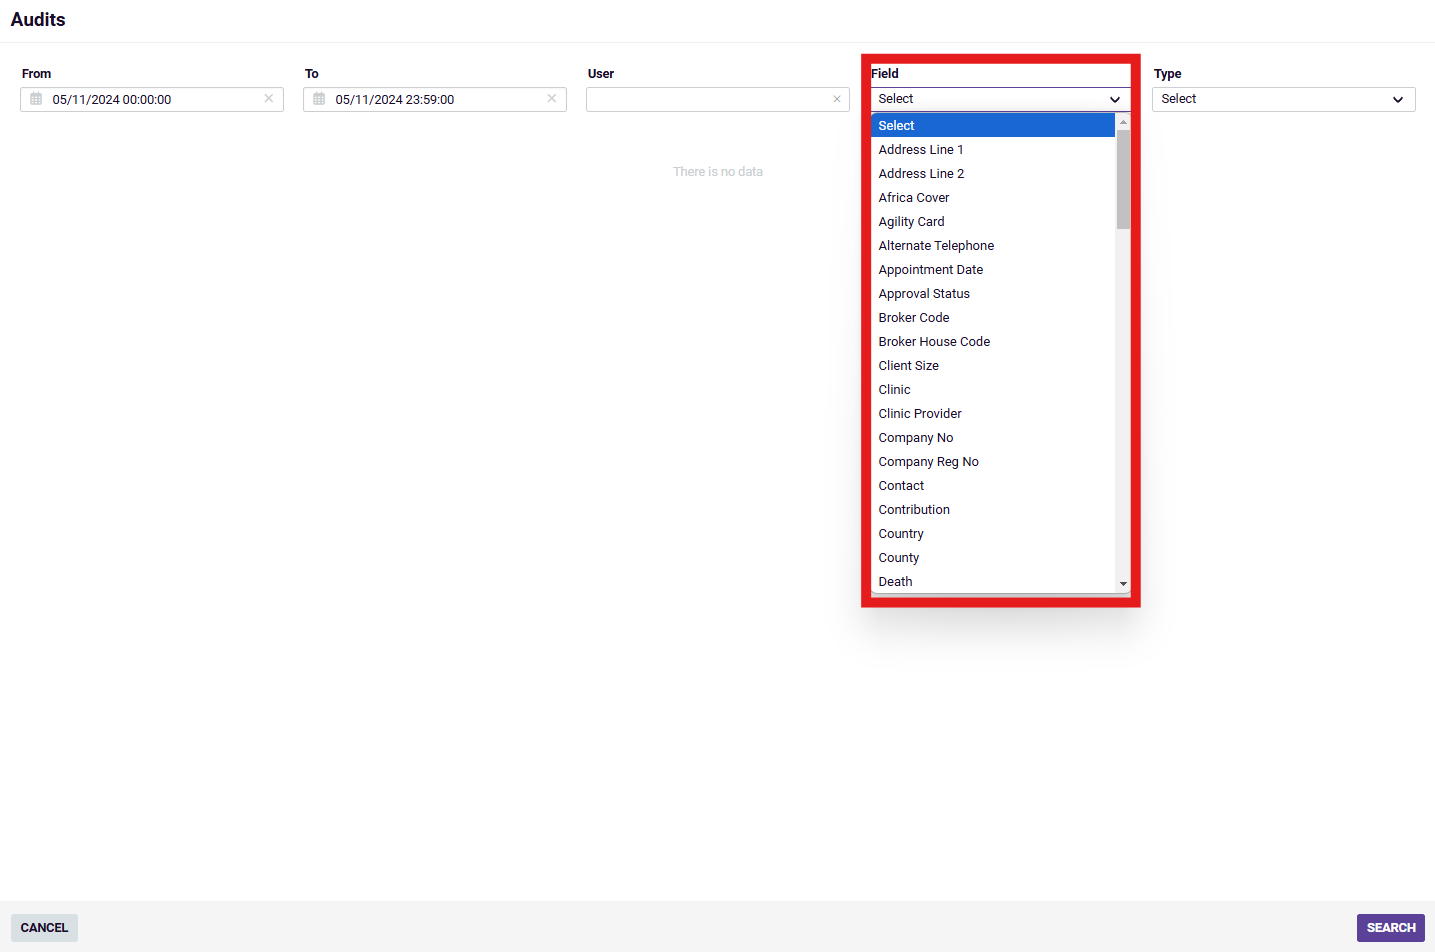 Audits
From
To
User
Field
Type
05/11/2024 00:00:00
05/11/2024 23:59:00
Select
Select
Select
Address Line 1
Address Line 2
Africa Cover
Agility Card
Alternate Telephone
Appointment Date
Approval Status
Broker Code
Broker House Code
Client Size
Clinic
Clinic Provider
Company No
Company Reg No
Contact
Contribution
Country
County
Death
There is no data
CANCEL
SEARCH